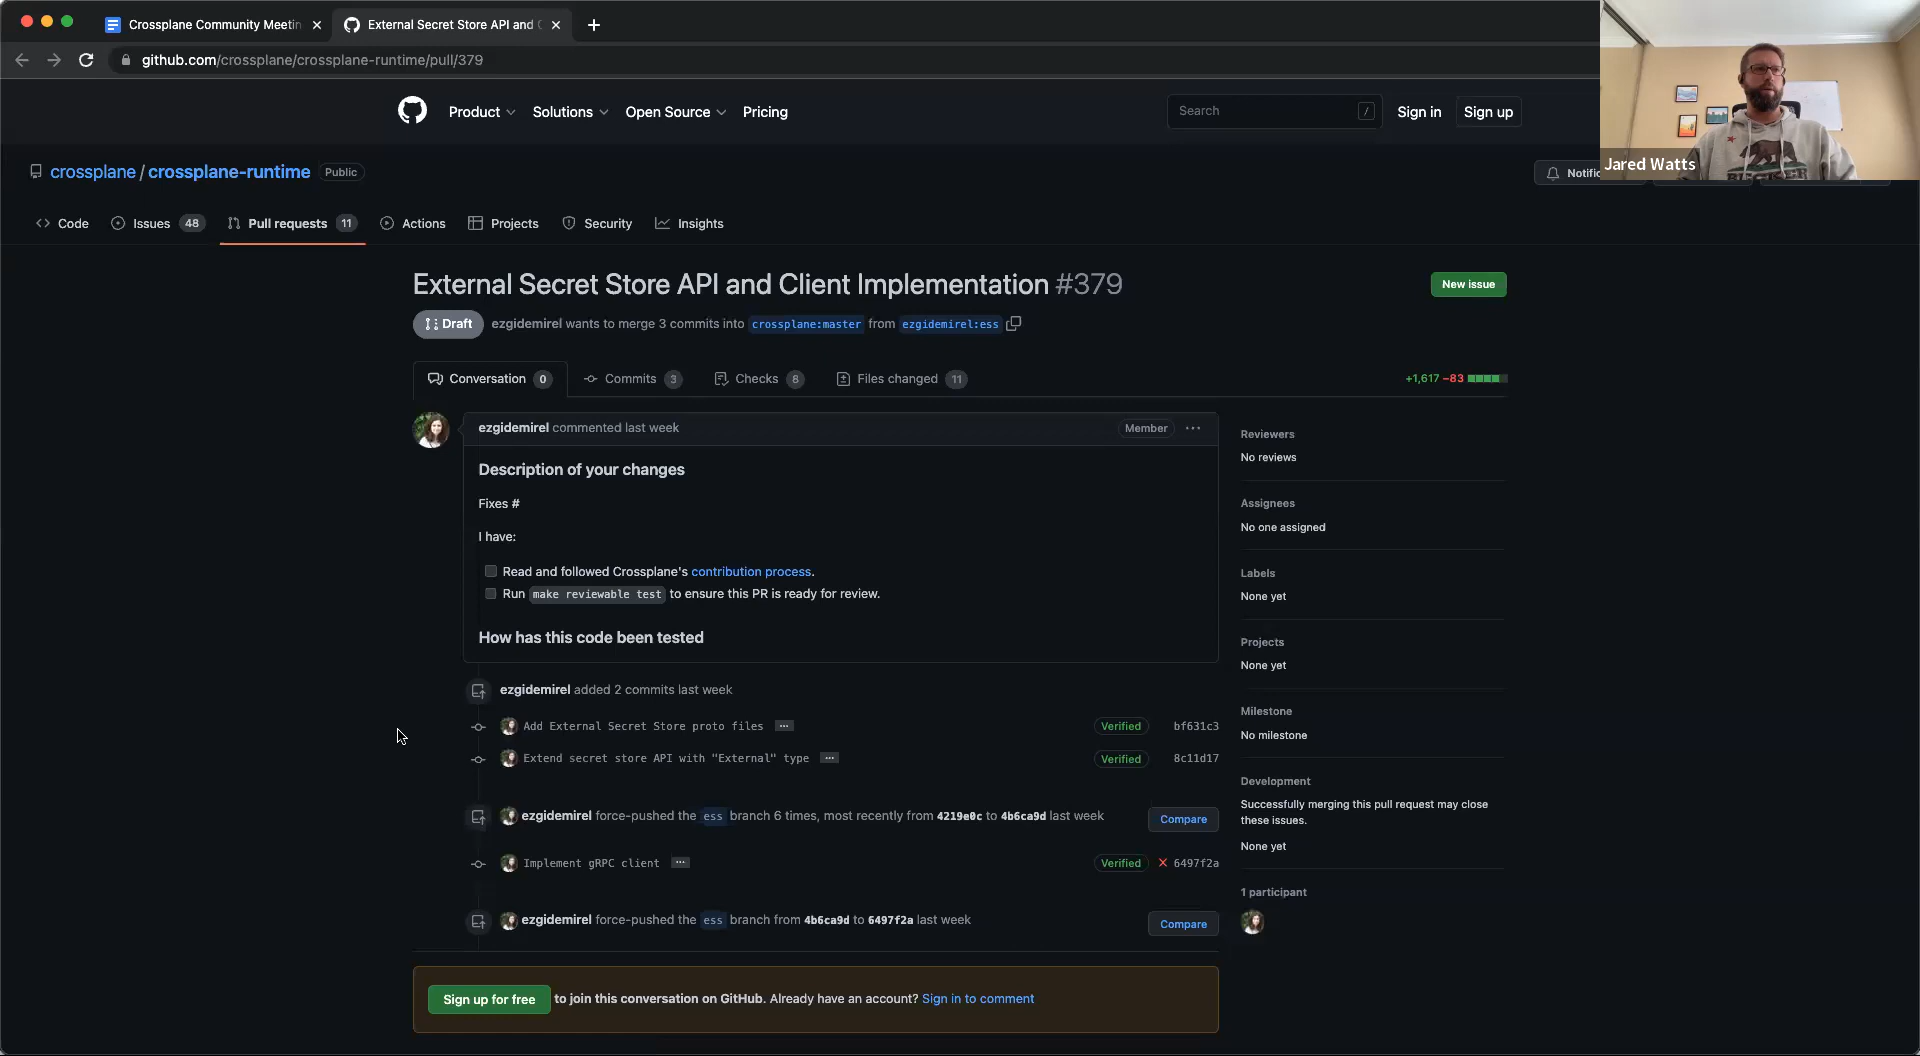 Crossplane Community Meetin
External Secret Store API and
github.com/crossplane/crossplane-runtime/pull/379
Product
Solutions
Open Source
Pricing
Search
/
Sign in
Sign up
Jared Watts
crossplane / crossplane-runtime
Public
Notific
Code
Issues 48
Pull requests 11
Actions
Projects
Security
Insights
External Secret Store API and Client Implementation #379
New issue
Draft
ezgidemirel wants to merge 3 commits into crossplane:master from ezgidemirel:ess
Conversation 0
Commits 3
Checks 8
Files changed 11
+1,617 −83
ezgidemirel commented last week
Member
Description of your changes
Fixes #
I have:
Read and followed Crossplane's contribution process.
Run make reviewable test to ensure this PR is ready for review.
How has this code been tested
ezgidemirel added 2 commits last week
Add External Secret Store proto files
Verified
bf631c3
Extend secret store API with "External" type
Verified
8c11d17
ezgidemirel force-pushed the ess branch 6 times, most recently from 4219e0c to 4b6ca9d last week
Compare
Implement gRPC client
Verified
6497f2a
ezgidemirel force-pushed the ess branch from 4b6ca9d to 6497f2a last week
Compare
Sign up for free to join this conversation on GitHub. Already have an account? Sign in to comment
Reviewers
No reviews
Assignees
No one assigned
Labels
None yet
Projects
None yet
Milestone
No milestone
Development
Successfully merging this pull request may close
these issues.
None yet
1 participant